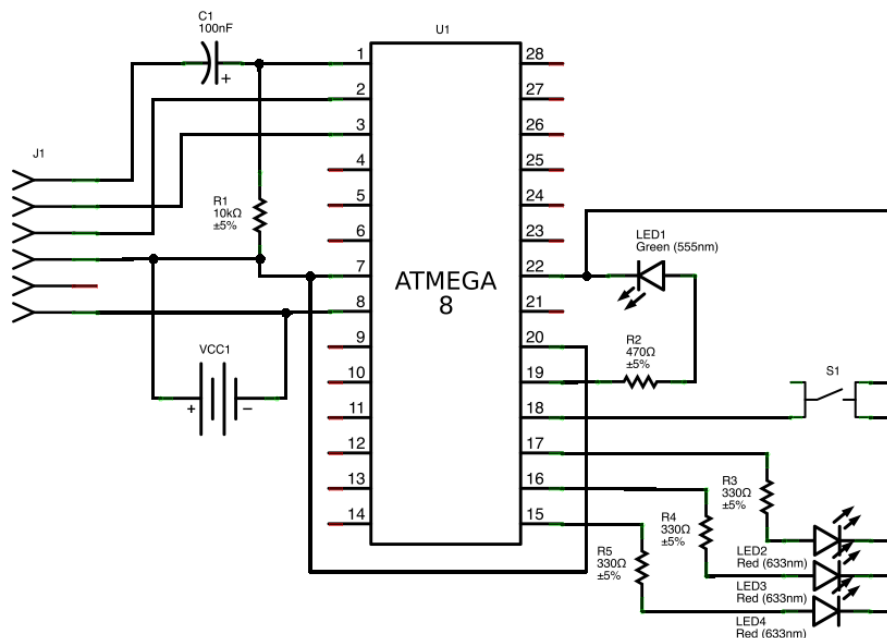 C1
100nF
+
U1
J1
R1
10kΩ
±5%
VCC1
+
−
ATMEGA
8
1
2
3
4
5
6
7
8
9
10
11
12
13
14
28
27
26
25
24
23
22
21
20
19
18
17
16
15
LED1
Green (555nm)
R2
470Ω
±5%
S1
R3
330Ω
±5%
R4
330Ω
±5%
R5
330Ω
±5%
LED2
Red (633nm)
LED3
Red (633nm)
LED4
Red (633nm)